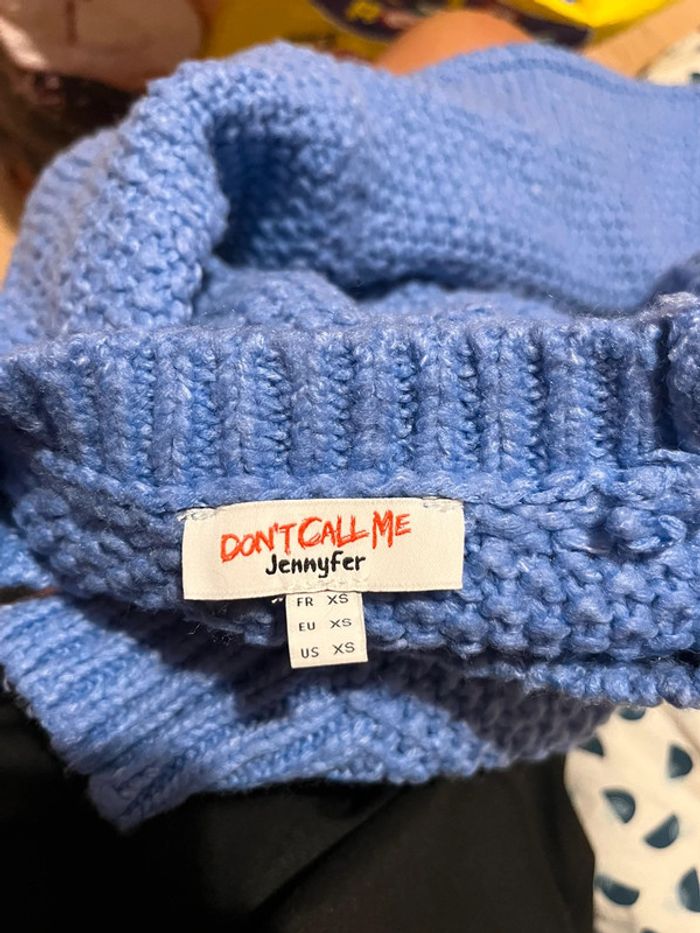 DON'T CALL ME
Jennyfer
FR XS
EU XS
US XS